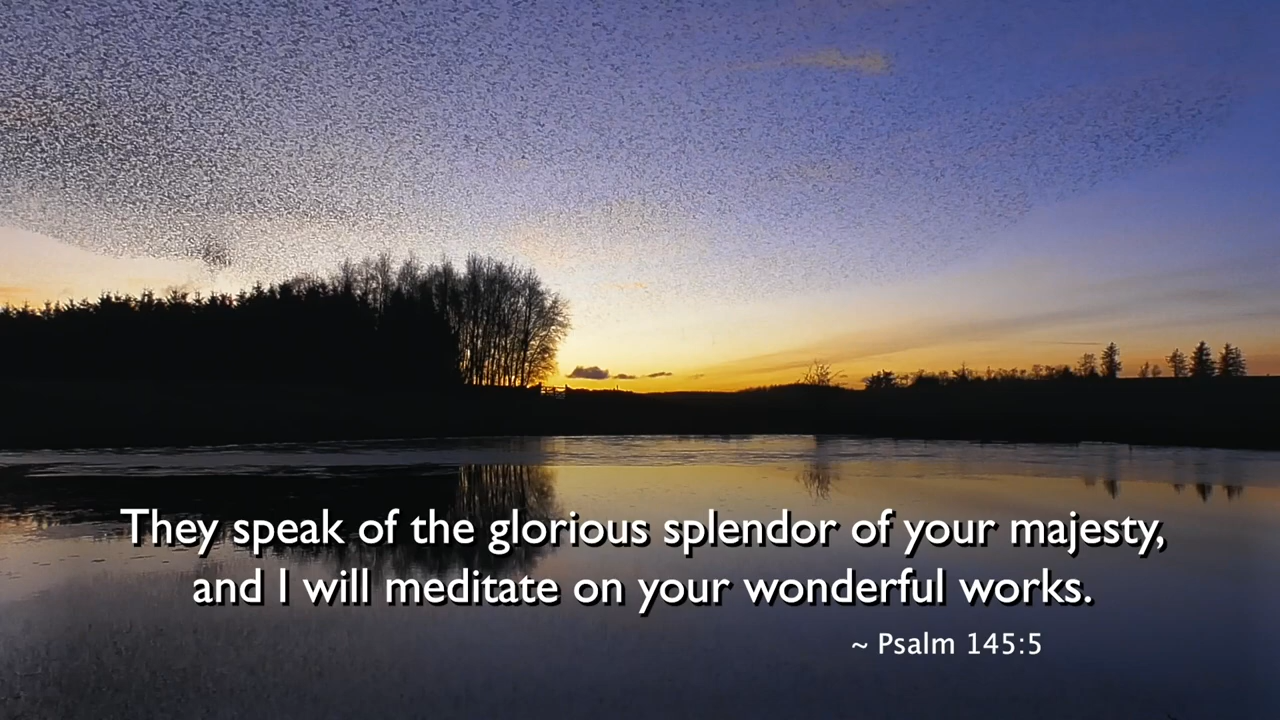 They speak of the glorious splendor of your majesty,
and I will meditate on your wonderful works.
~ Psalm 145:5